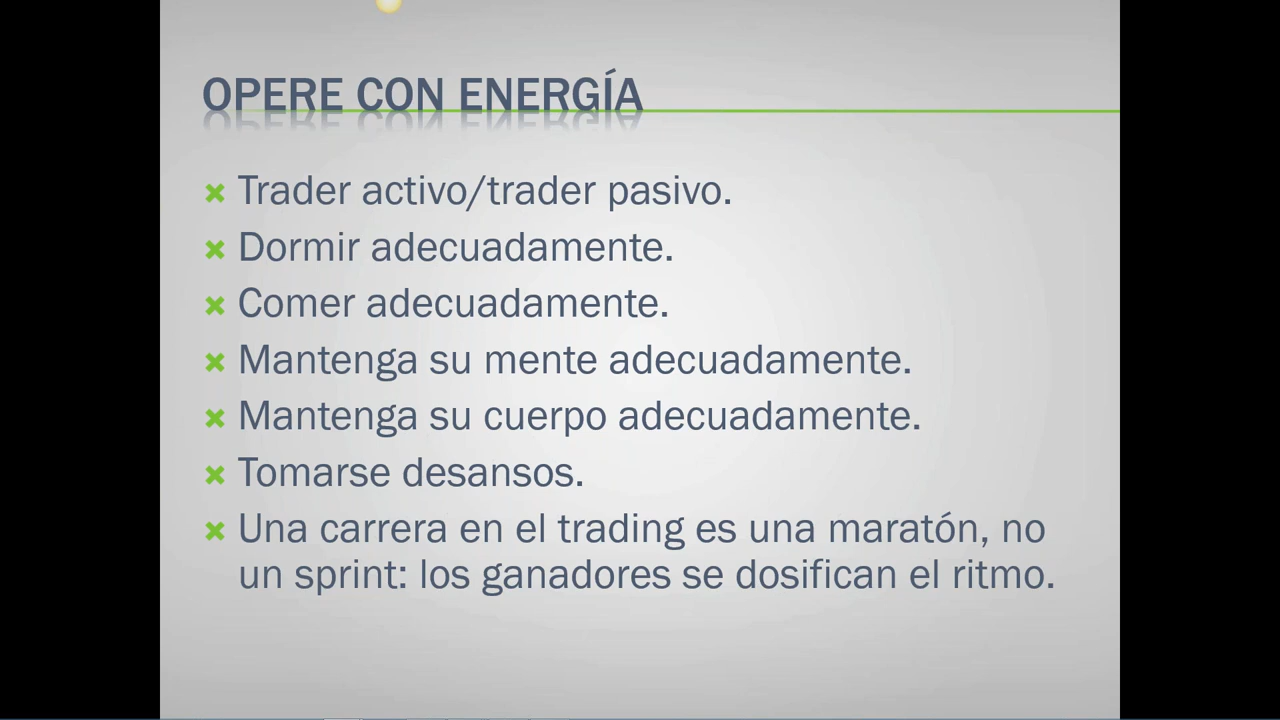 OPERE CON ENERGÍA
Trader activo/trader pasivo.
Dormir adecuadamente.
Comer adecuadamente.
Mantenga su mente adecuadamente.
Mantenga su cuerpo adecuadamente.
Tomarse desansos.
Una carrera en el trading es una maratón, no
un sprint: los ganadores se dosifican el ritmo.